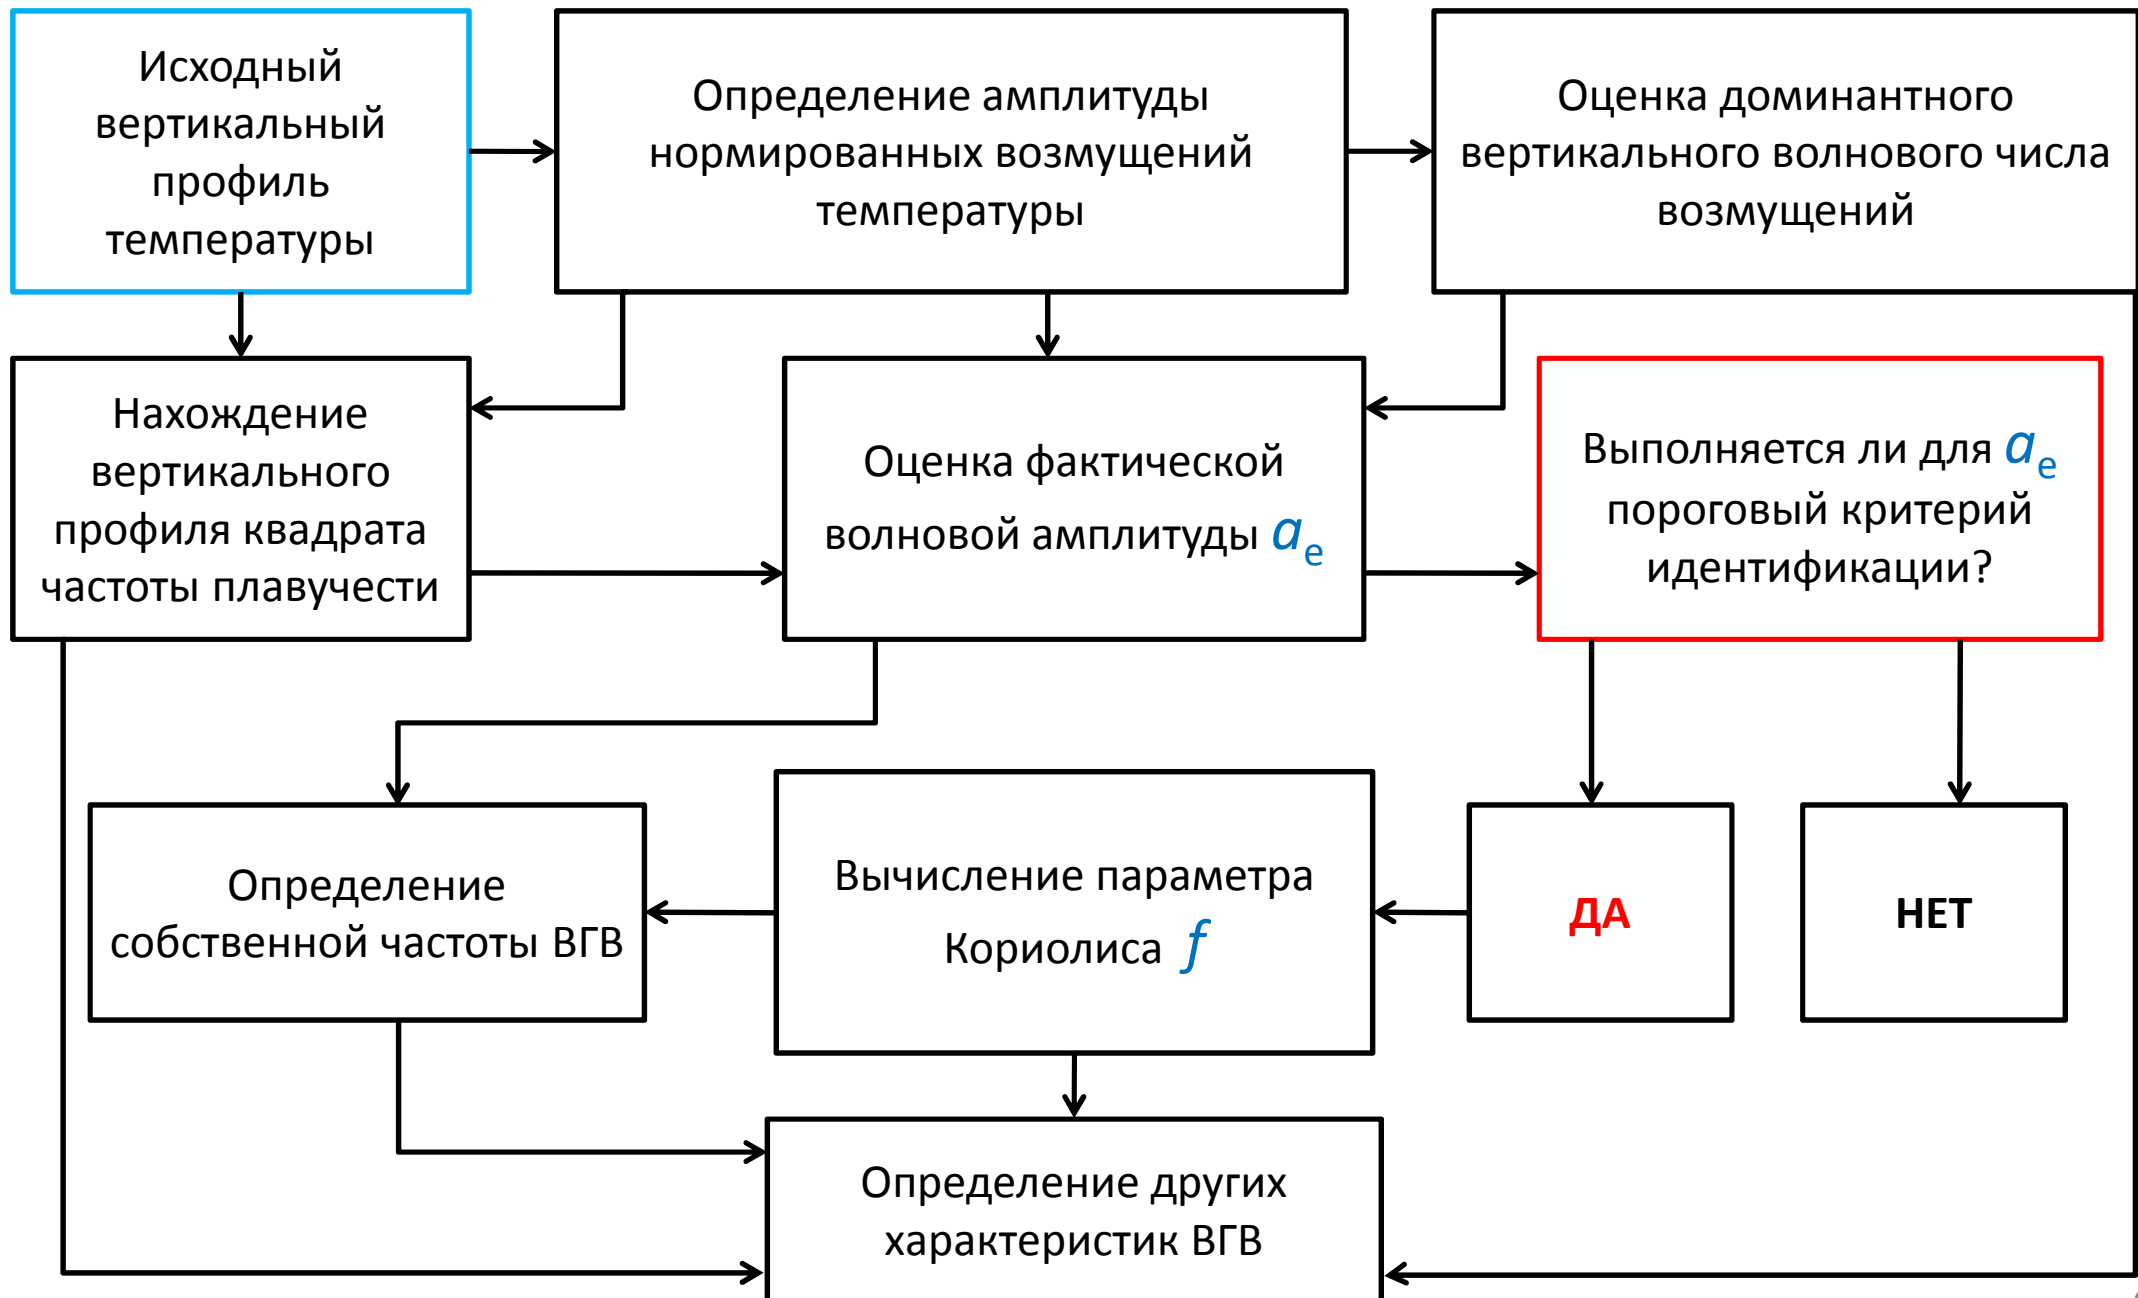 Исходный
вертикальный
профиль
температуры
Определение амплитуды
нормированных возмущений
температуры
Оценка доминантного
вертикального волнового числа
возмущений
Нахождение
вертикального
профиля квадрата
частоты плавучести
Оценка фактической
волновой амплитуды aₑ
Выполняется ли для aₑ
пороговый критерий
идентификации?
Определение
собственной частоты ВГВ
Вычисление параметра
Кориолиса f
ДА
НЕТ
Определение других
характеристик ВГВ